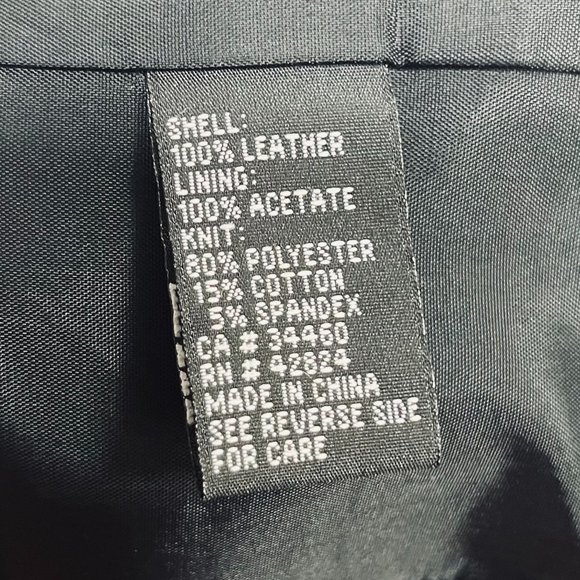 SHELL:
100% LEATHER
LINING:
100% ACETATE
KNIT:
80% POLYESTER
15% COTTON
5% SPANDEX
CA # 34460
RN # 42824
MADE IN CHINA
SEE REVERSE SIDE
FOR CARE